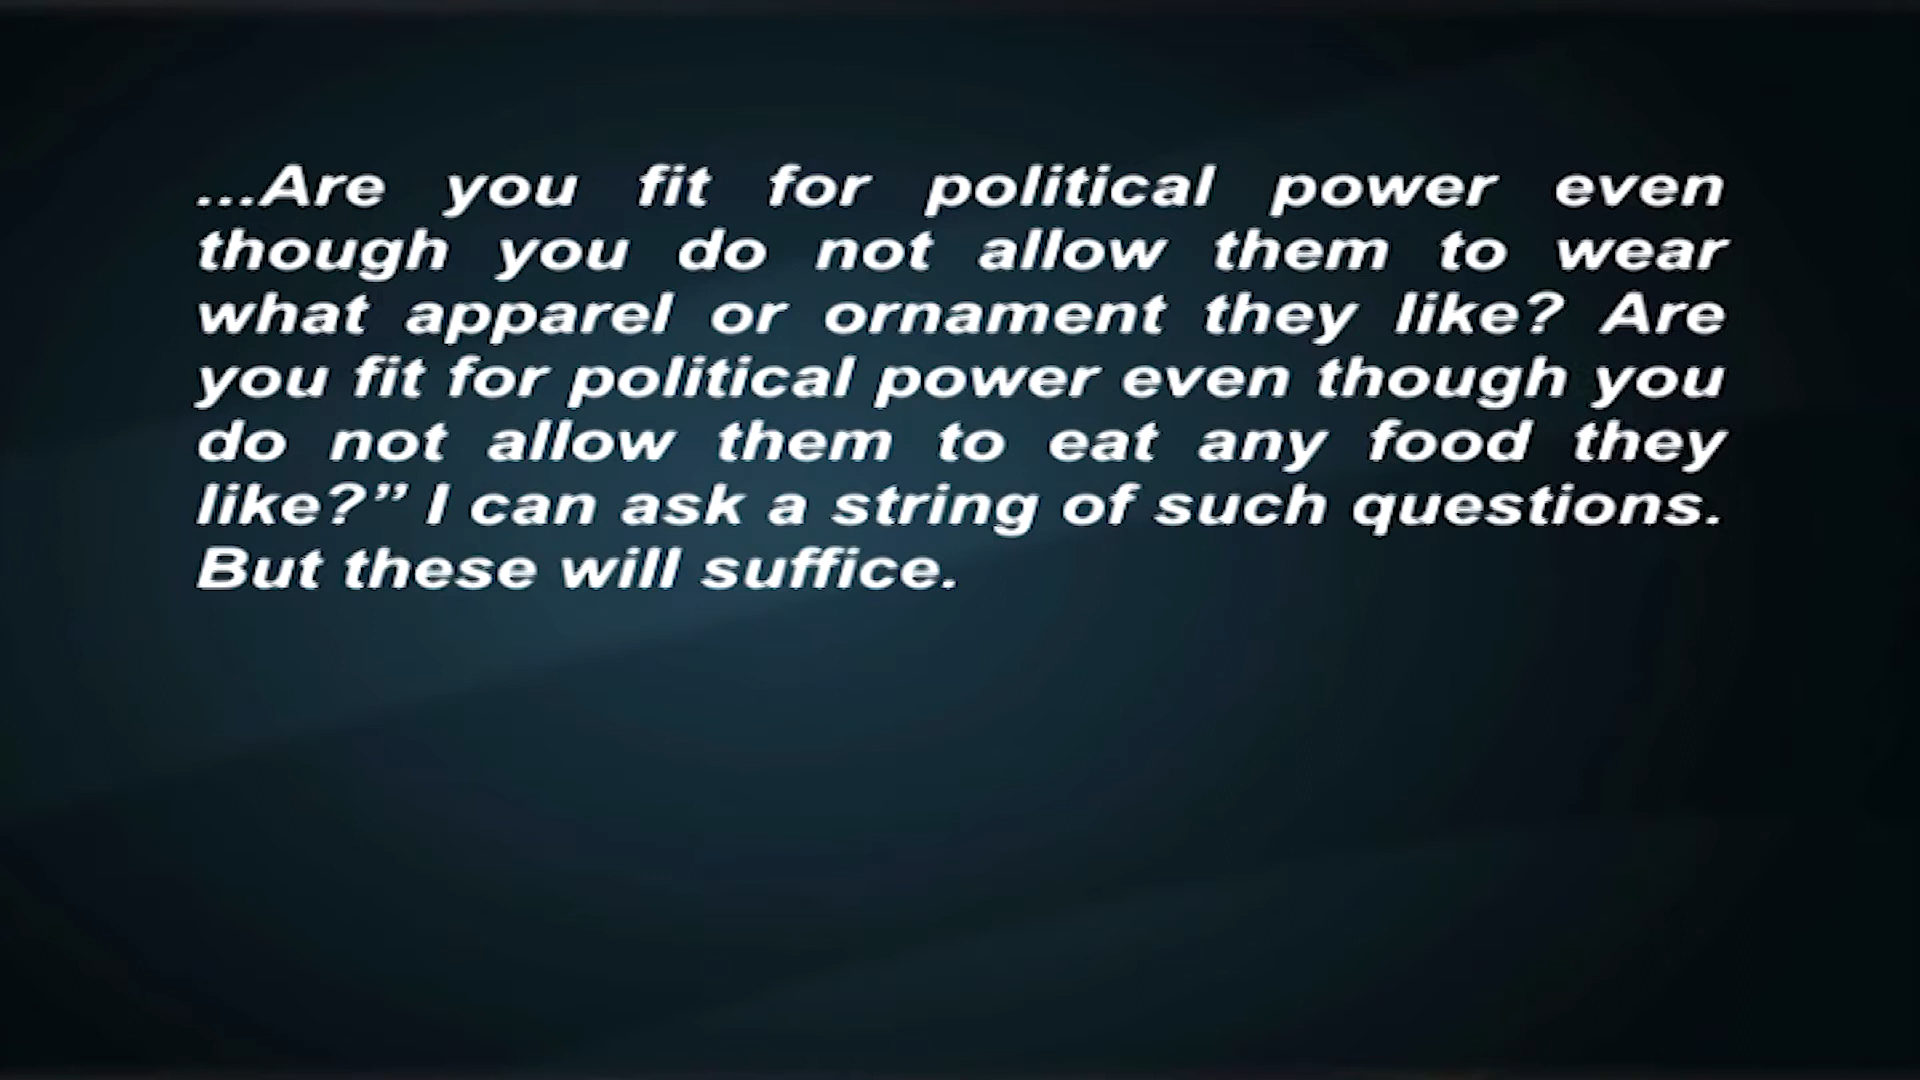 ...Are you fit for political power even
though you do not allow them to wear
what apparel or ornament they like? Are
you fit for political power even though you
do not allow them to eat any food they
like?” I can ask a string of such questions.
But these will suffice.